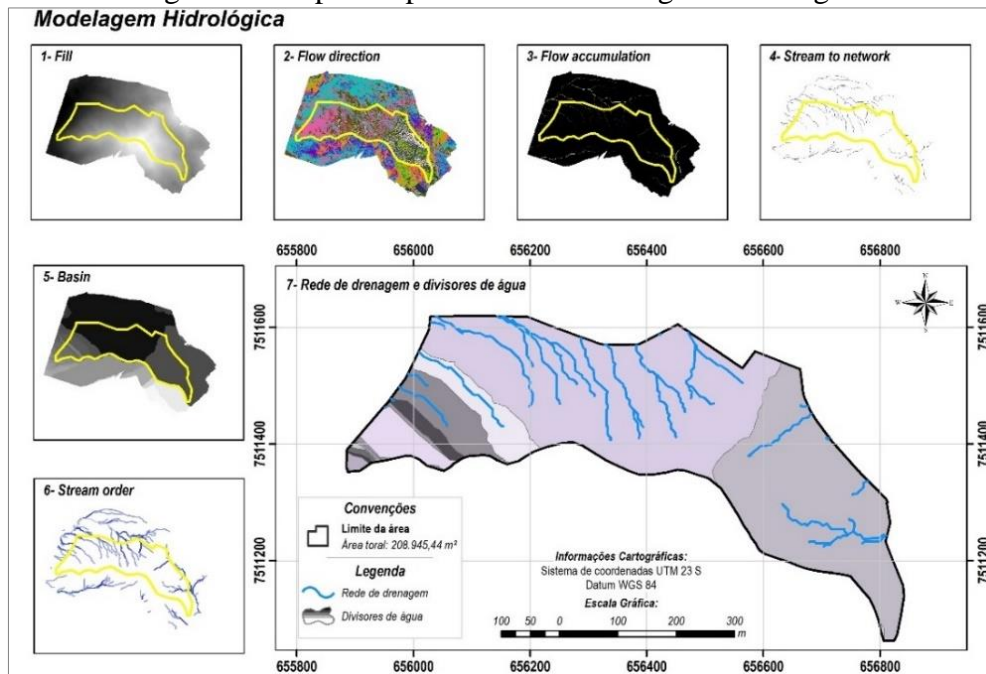 Modelagem Hidrológica
1- Fill
2- Flow direction
3- Flow accumulation
4- Stream to network
5- Basin
6- Stream order
655800 656000 656200 656400 656600 656800
7- Rede de drenagem e divisores de água
N
7511600
7511400
7511200
7511600
7511400
7511200
Convenções
Limite da área
Área toral: 208.945,44 m²
Legenda
Rede de drenagem
Divisores de água
Informações Cartográficas:
Sistema de coordenadas UTM 23 S
Datum WGS 84
Escala Gráfica:
100 50 0 100 200 300
m
655800 656000 656200 656400 656600 656800